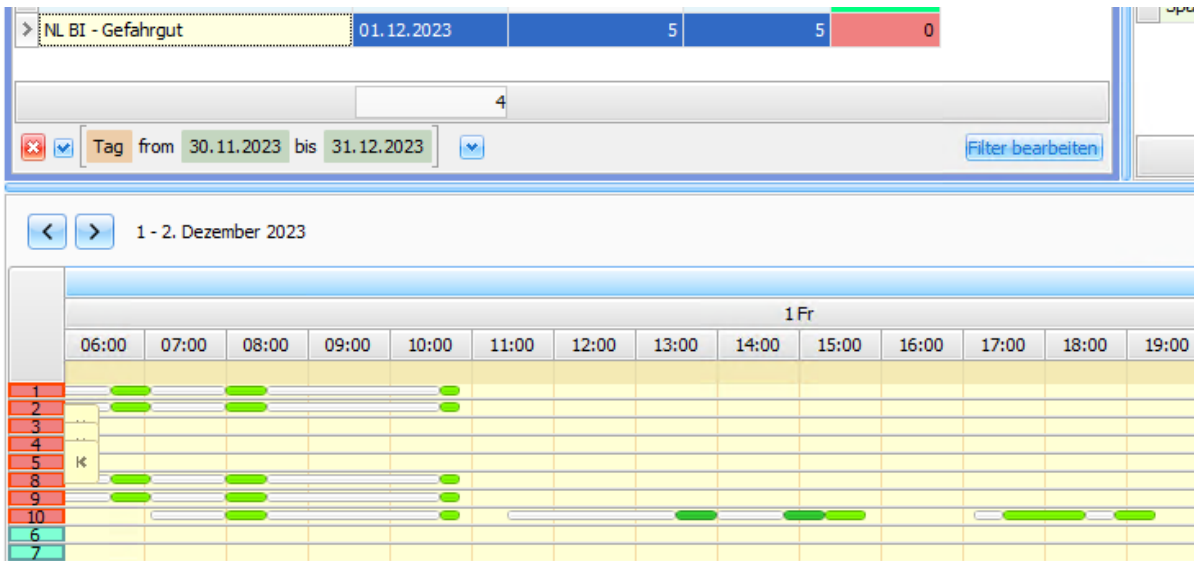 NL BI - Gefahrgut 01.12.2023 5 5 0
4
Tag from 30.11.2023 bis 31.12.2023 Filter bearbeiten
1 - 2. Dezember 2023
1 Fr
06:00 07:00 08:00 09:00 10:00 11:00 12:00 13:00 14:00 15:00 16:00 17:00 18:00 19:00
1
2
3
4
5
8
9
10
6
7